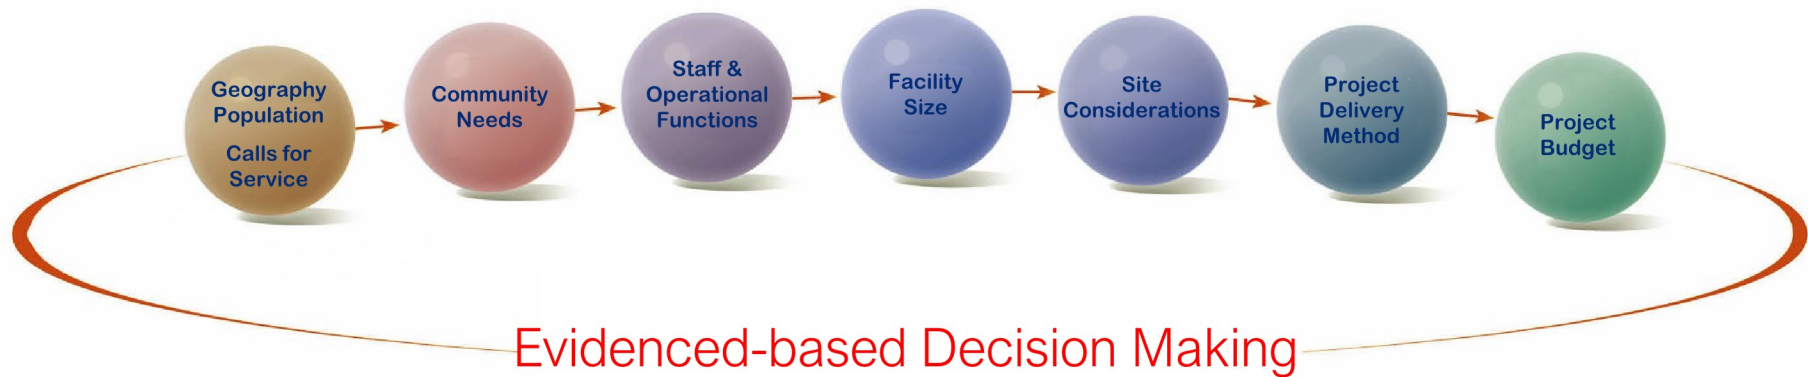 Geography
Population
Calls for
Service
Community
Needs
Staff &
Operational
Functions
Facility
Size
Site
Considerations
Project
Delivery
Method
Project
Budget
Evidenced-based Decision Making